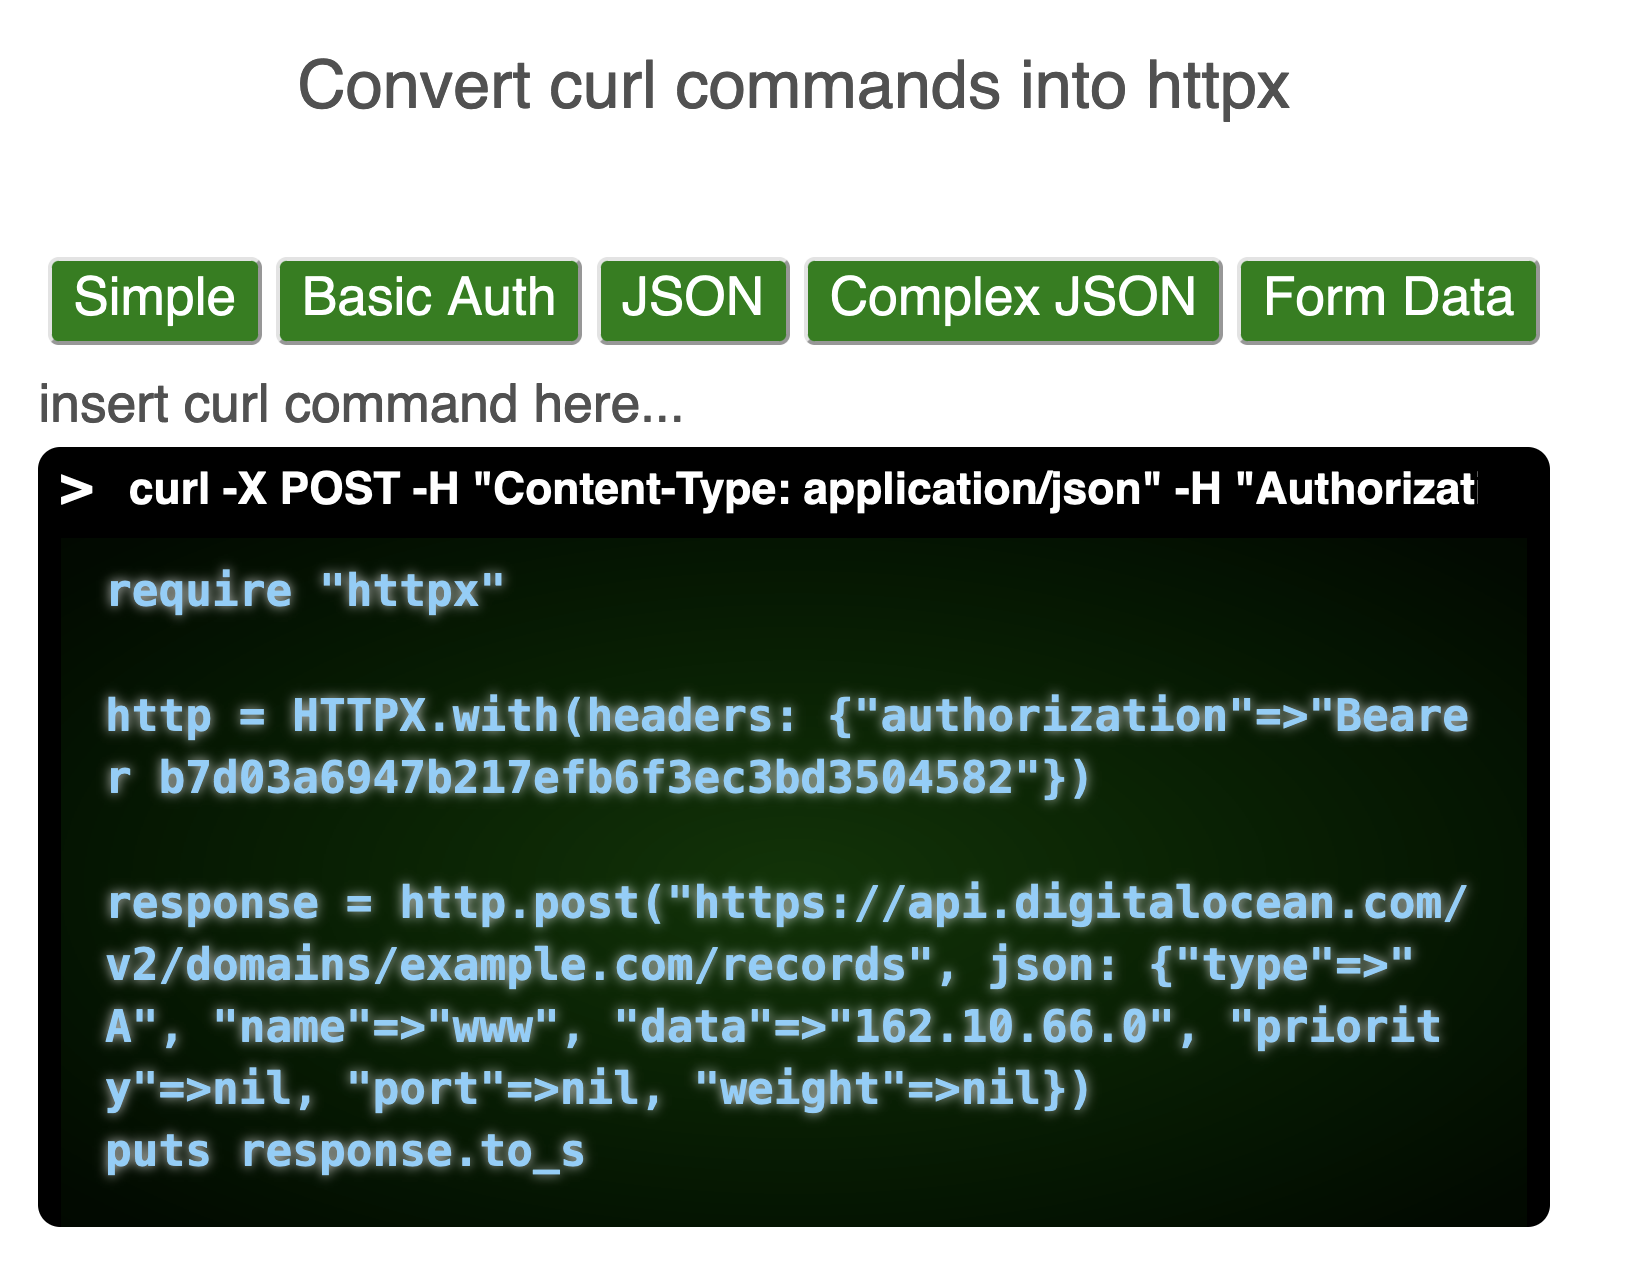 Convert curl commands into httpx
Simple Basic Auth JSON Complex JSON Form Data
insert curl command here...
> curl -X POST -H "Content-Type: application/json" -H "Authorizati
require "httpx"
http = HTTPX.with(headers: {"authorization"=>"Beare
r b7d03a6947b217efb6f3ec3bd3504582"})
response = http.post("https://api.digitalocean.com/
v2/domains/example.com/records", json: {"type"=>"
A", "name"=>"www", "data"=>"162.10.66.0", "priorit
y"=>nil, "port"=>nil, "weight"=>nil})
puts response.to_s